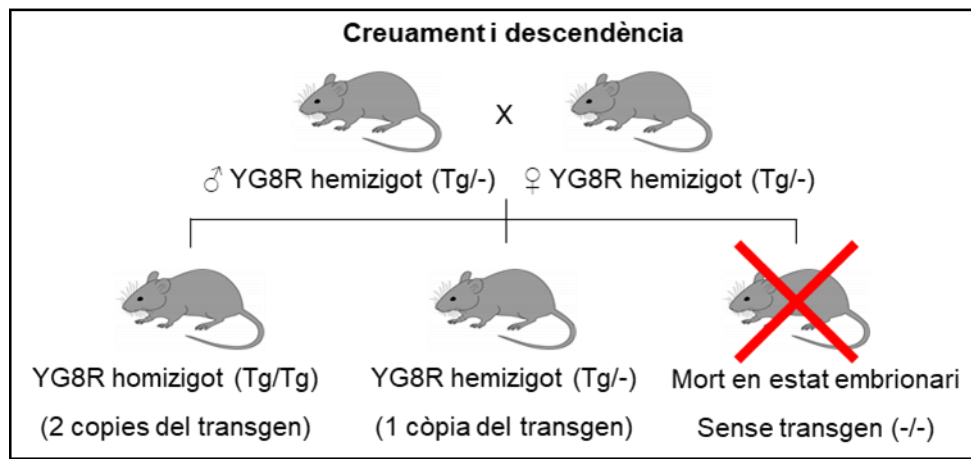 Creuament i descendència
X
♂ YG8R hemizigot (Tg/-) ♀ YG8R hemizigot (Tg/-)
YG8R homizigot (Tg/Tg) YG8R hemizigot (Tg/-) Mort en estat embrionari
(2 copies del transgen) (1 còpia del transgen) Sense transgen (-/-)